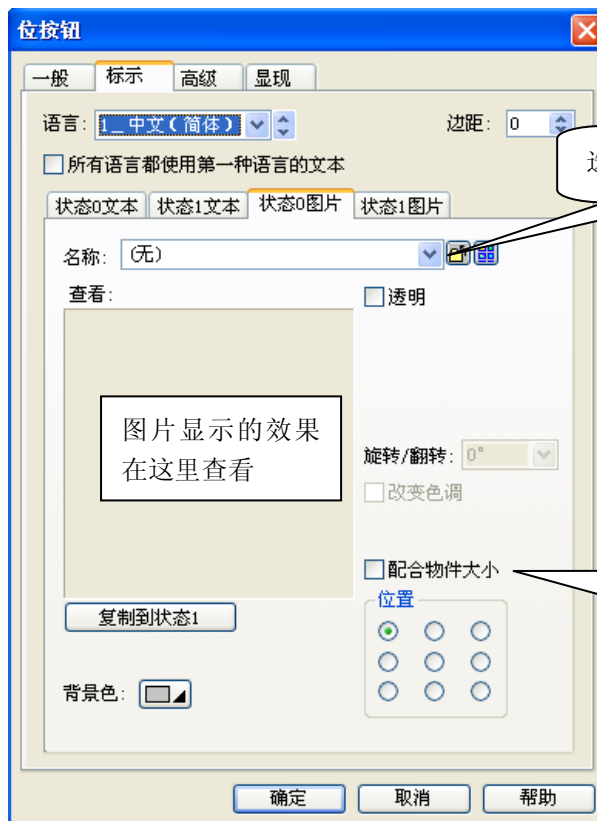 位按钮
一般 标示 高级 显现
语言: 1_中文(简体) 边距: 0
所有语言都使用第一种语言的文本
状态0文本 状态1文本 状态0图片 状态1图片
名称: (无)
查看: 透明
图片显示的效果
在这里查看
旋转/翻转: 0°
改变色调
配合物件大小
复制到状态1 位置
背景色:
确定 取消 帮助